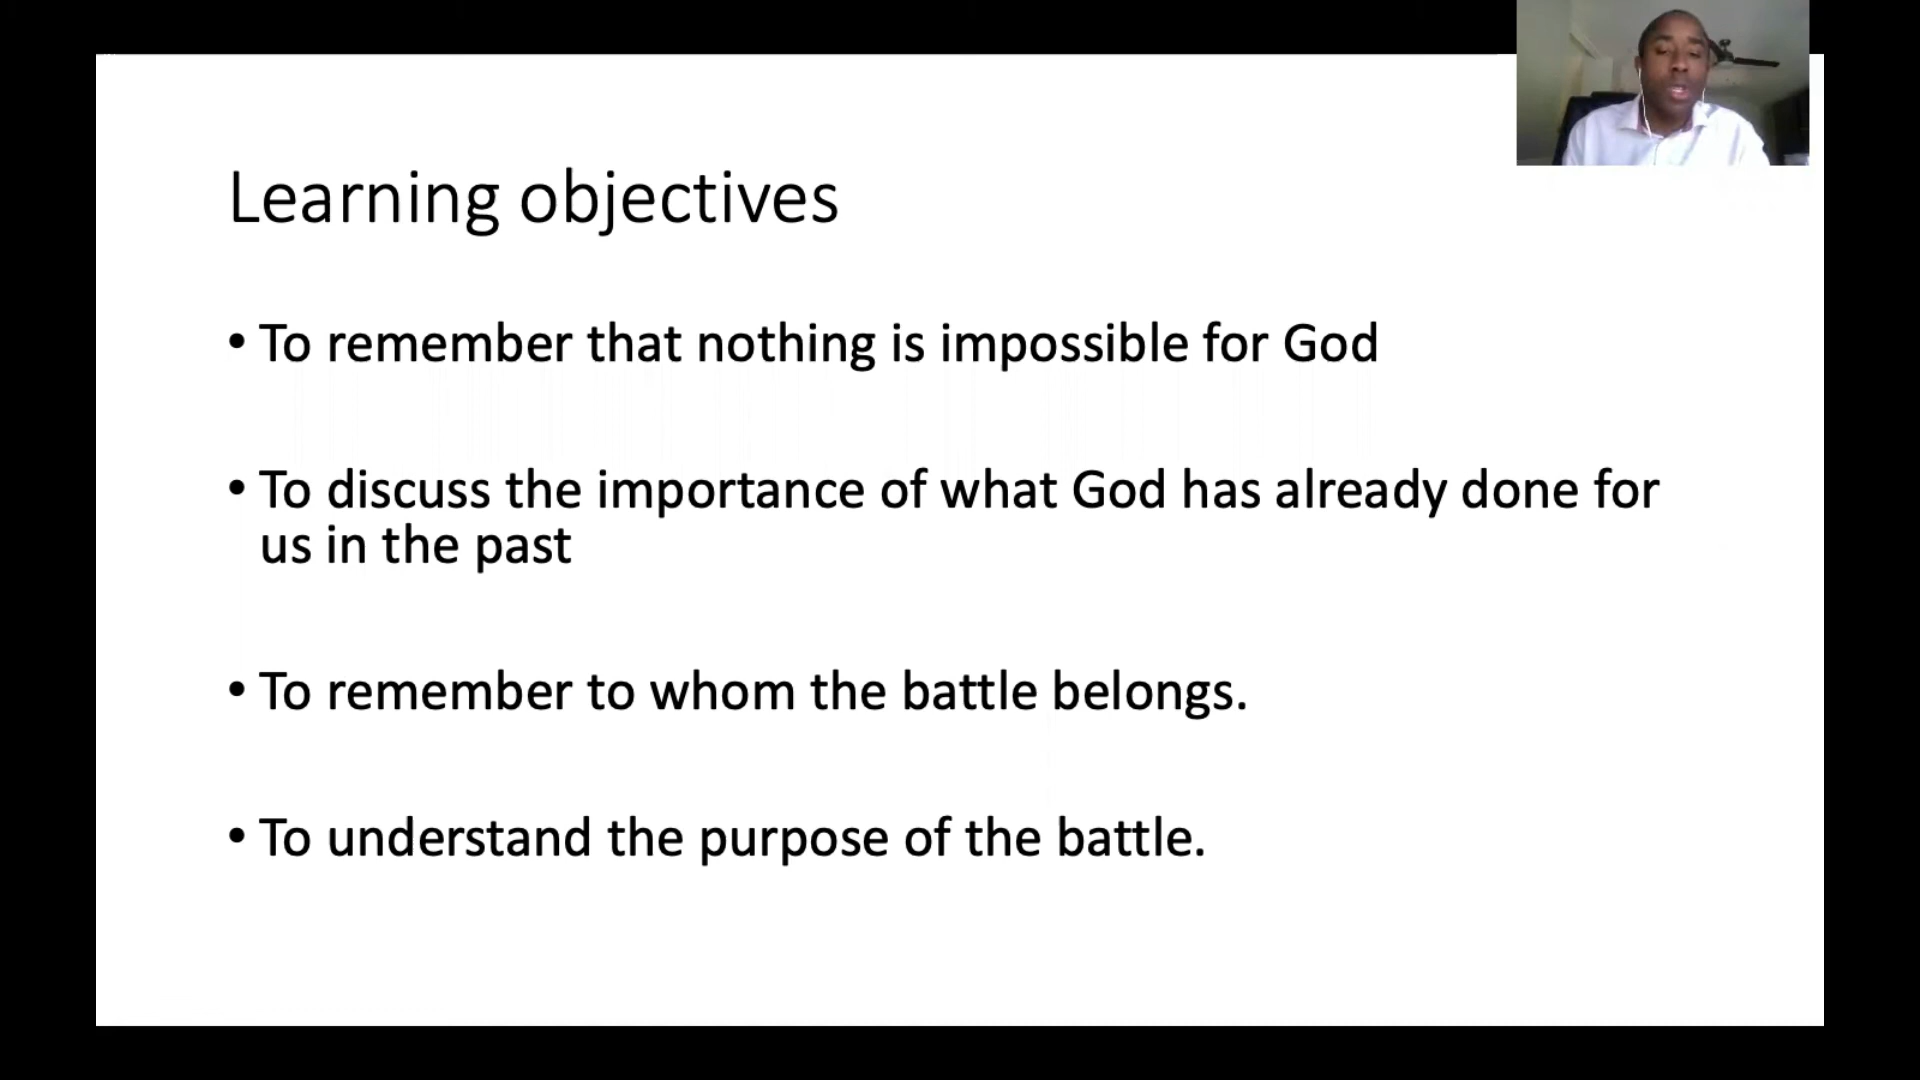 Learning objectives
• To remember that nothing is impossible for God
• To discuss the importance of what God has already done for
us in the past
• To remember to whom the battle belongs.
• To understand the purpose of the battle.